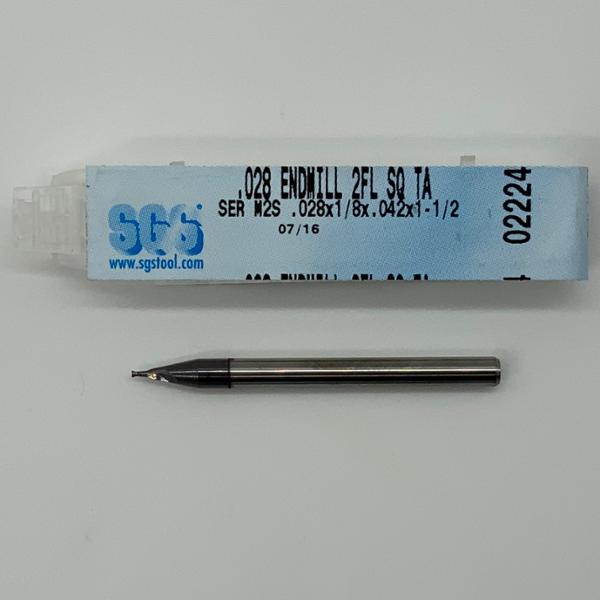 .028 ENDMILL 2FL SQ TA
SER M2S .028x1/8x.042x1-1/2
07/16
SGS
www.sgstool.com
02224